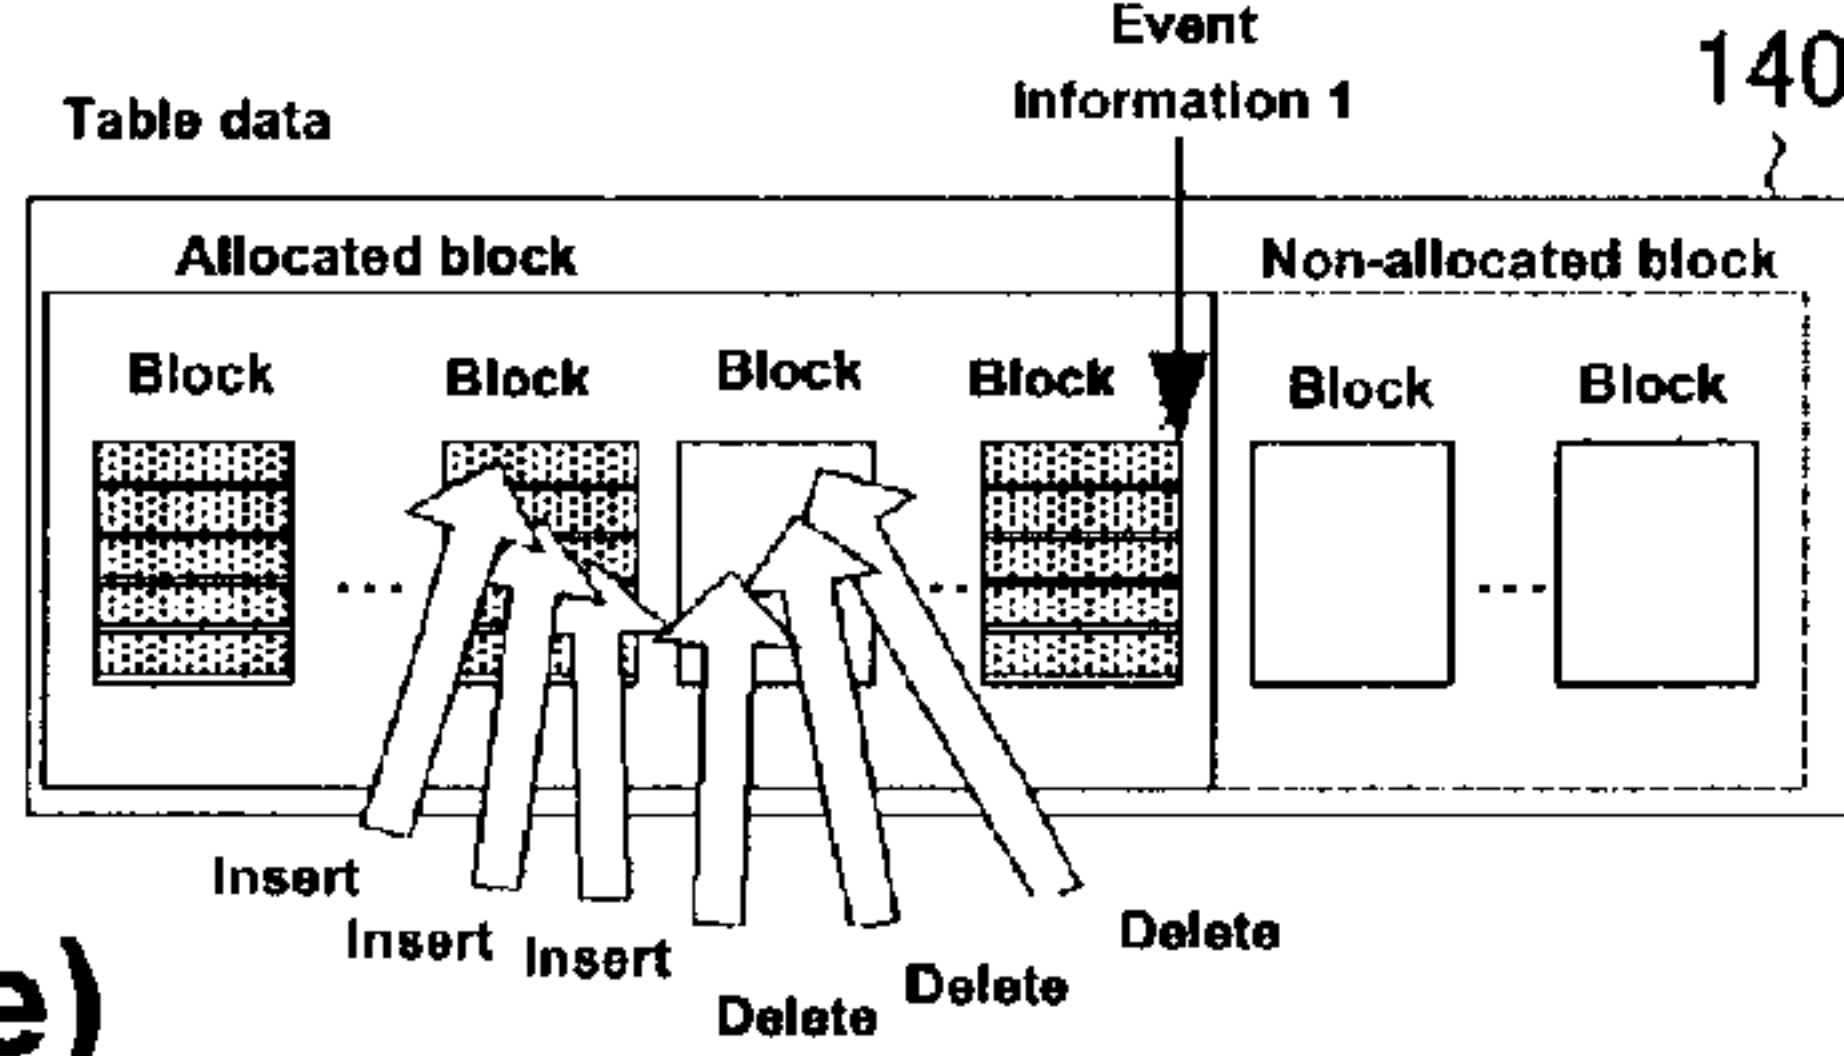 Event
Information 1
140
Table data
Allocated block
Non-allocated block
Block
Block
Block
Block
Block
Block
...
..
...
Insert
Insert
Insert
Delete
Delete
Delete
e)